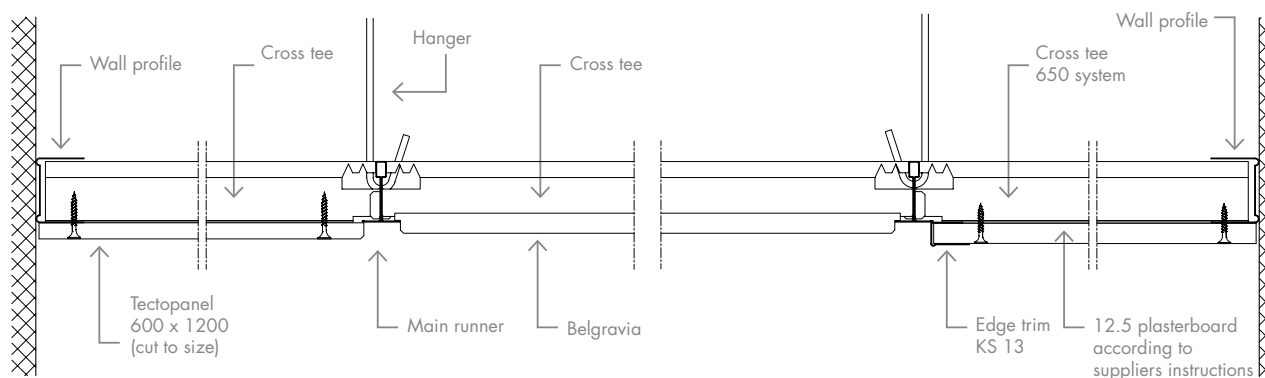 Wall profile
Cross tee
Hanger
Cross tee
Cross tee
650 system
Wall profile
Tectopanel
600 x 1200
(cut to size)
Main runner
Belgravia
Edge trim
KS 13
12.5 plasterboard
according to
suppliers instructions